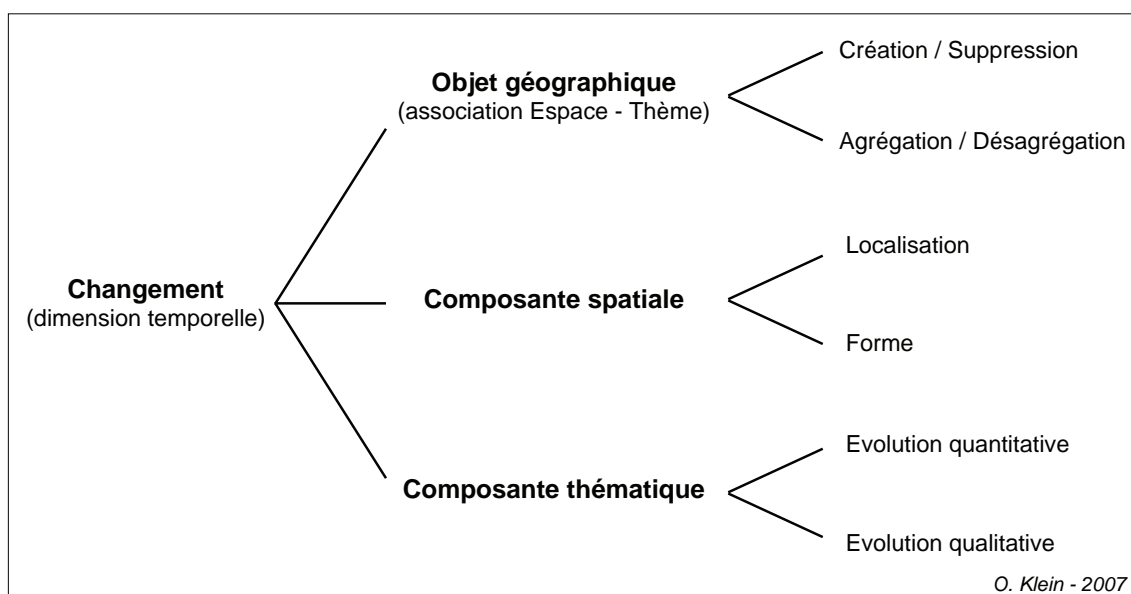 Création / Suppression
Objet géographique
(association Espace - Thème)
Agrégation / Désagrégation
Localisation
Changement
(dimension temporelle)
Composante spatiale
Forme
Evolution quantitative
Composante thématique
Evolution qualitative
O. Klein - 2007